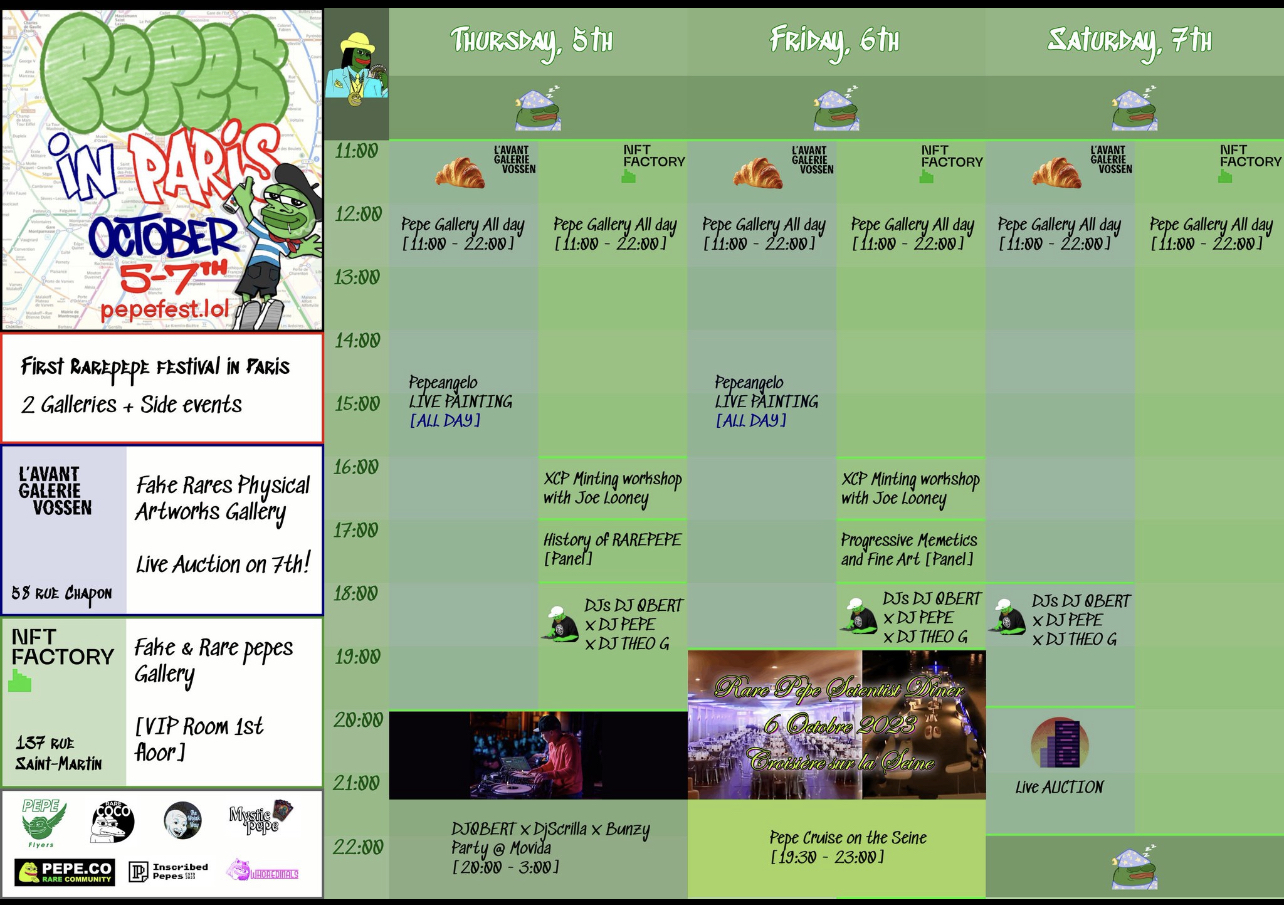 PEPES
IN PARIS
OCTOBER
5-7TH
pepefest.lol
First Rarepepe festival in Paris
2 Galleries + Side events
L'AVANT
GALERIE
VOSSEN
58 rue Chapon
Fake Rares Physical
Artworks Gallery
Live Auction on 7th!
NFT
FACTORY
137 rue
Saint-Martin
Fake & Rare pepes
Gallery
[VIP Room 1st
floor]
PEPE
Flyers
RARE
COCO
Mystic
Pepe
PEPE.CO
RARE COMMUNITY
Inscribed
Pepes
WHORDINALS
Thursday, 5th
Friday, 6th
Saturday, 7th
11:00
12:00
13:00
14:00
15:00
16:00
17:00
18:00
19:00
20:00
21:00
22:00
L'AVANT
GALERIE
VOSSEN
Pepe Gallery All day
[11:00 - 22:00]
Pepeangelo
LIVE PAINTING
[ALL DAY]
NFT
FACTORY
Pepe Gallery All day
[11:00 - 22:00]
XCP Minting workshop
with Joe Looney
History of RAREPEPE
[Panel]
DJs DJ QBERT
x DJ PEPE
x DJ THEO G
DJQBERT x DjScrilla x Bunzy
Party @ Movida
[20:00 - 3:00]
L'AVANT
GALERIE
VOSSEN
Pepe Gallery All day
[11:00 - 22:00]
Pepeangelo
LIVE PAINTING
[ALL DAY]
NFT
FACTORY
Pepe Gallery All day
[11:00 - 22:00]
XCP Minting workshop
with Joe Looney
Progressive Memetics
and Fine Art [Panel]
DJs DJ QBERT
x DJ PEPE
x DJ THEO G
Rare Pepe Scientist Diner
6 Octobre 2023
Croisière sur la Seine
Pepe Cruise on the Seine
[19:30 - 23:00]
L'AVANT
GALERIE
VOSSEN
Pepe Gallery All day
[11:00 - 22:00]
DJs DJ QBERT
x DJ PEPE
x DJ THEO G
Live AUCTION
NFT
FACTORY
Pepe Gallery All day
[11:00 - 22:00]